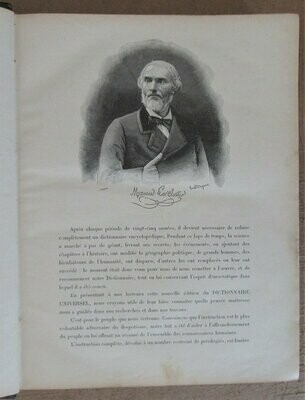 Maurice Lachâtre
Après chaque période de vingt-cinq années, il devient nécessaire de refaire
complètement un dictionnaire encyclopédique. Pendant ce laps de temps, la science
a marché à pas de géant, livrant ses secrets; les événements, en ajoutant des
chapitres à l'histoire, ont modifié la géographie politique; de grands hommes, des
bienfaiteurs de l'humanité, ont disparu, d'autres les ont remplacés ou leur ont
succédé : le moment était donc venu pour nous de nous remettre à l'œuvre, et de
recommencer notre Dictionnaire, tout en lui conservant l'esprit démocratique dans
lequel il a été conçu.
En présentant à nos lecteurs cette nouvelle édition du DICTIONNAIRE
UNIVERSEL, nous croyons utile de leur faire connaître quelle pensée maîtresse
nous a guidés dans nos recherches et dans nos travaux.
C'est pour le peuple que nous écrivons. Convaincus que l'instruction est le plus
redoutable adversaire du despotisme, notre but a été d'aider à l'affranchissement
du peuple en lui offrant un résumé de l'ensemble des connaissances humaines.
L'instruction complète, dévolue à un nombre restreint de privilégiés, est limitée